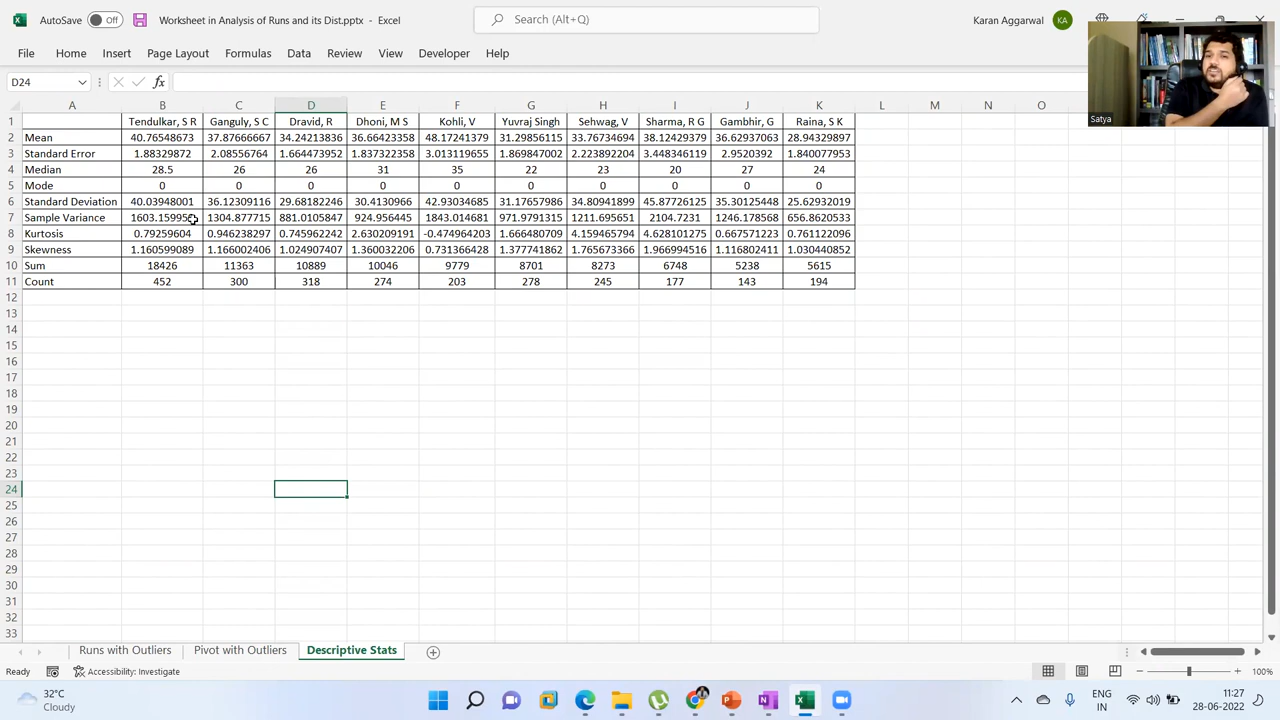 AutoSave Off Worksheet in Analysis of Runs and its Dist.pptx - Excel Search (Alt+Q) Karan Aggarwal KA
File Home Insert Page Layout Formulas Data Review View Developer Help
D24 fx
Satya
A B C D E F G H I J K L M N O
1 Tendulkar, S R Ganguly, S C Dravid, R Dhoni, M S Kohli, V Yuvraj Singh Sehwag, V Sharma, R G Gambhir, G Raina, S K
2 Mean 40.76548673 37.87666667 34.24213836 36.66423358 48.17241379 31.29856115 33.76734694 38.12429379 36.62937063 28.94329897
3 Standard Error 1.88329872 2.08556764 1.664473952 1.837322358 3.013119655 1.869847002 2.223892204 3.448346119 2.9520392 1.840077953
4 Median 28.5 26 26 31 35 22 23 20 27 24
5 Mode 0 0 0 0 0 0 0 0 0 0
6 Standard Deviation 40.03948001 36.12309116 29.68182246 30.4130966 42.93034685 31.17657986 34.80941899 45.87726125 35.30125448 25.62932019
7 Sample Variance 1304.877715 881.0105847 924.956445 1843.014681 971.9791315 1211.695651 2104.7231 1246.178568 656.8620533
8 Kurtosis 0.79259604 0.946238297 0.745962242 2.630209191 -0.474964203 1.666480709 4.159465794 4.628101275 0.667571223 0.761122096
9 Skewness 1.160599089 1.166002406 1.024907407 1.360032206 0.731366428 1.377741862 1.765673366 1.966994516 1.116802411 1.030440852
10 Sum 18426 11363 10889 10046 9779 8701 8273 6748 5238 5615
11 Count 452 300 318 274 203 278 245 177 143 194
12
13
14
15
16
17
18
19
20
21
22
23
24
25
26
27
28
29
30
31
32
33
Runs with Outliers Pivot with Outliers Descriptive Stats
Ready Accessibility: Investigate 100%
32°C
Cloudy
ENG
IN
11:27
28-06-2022